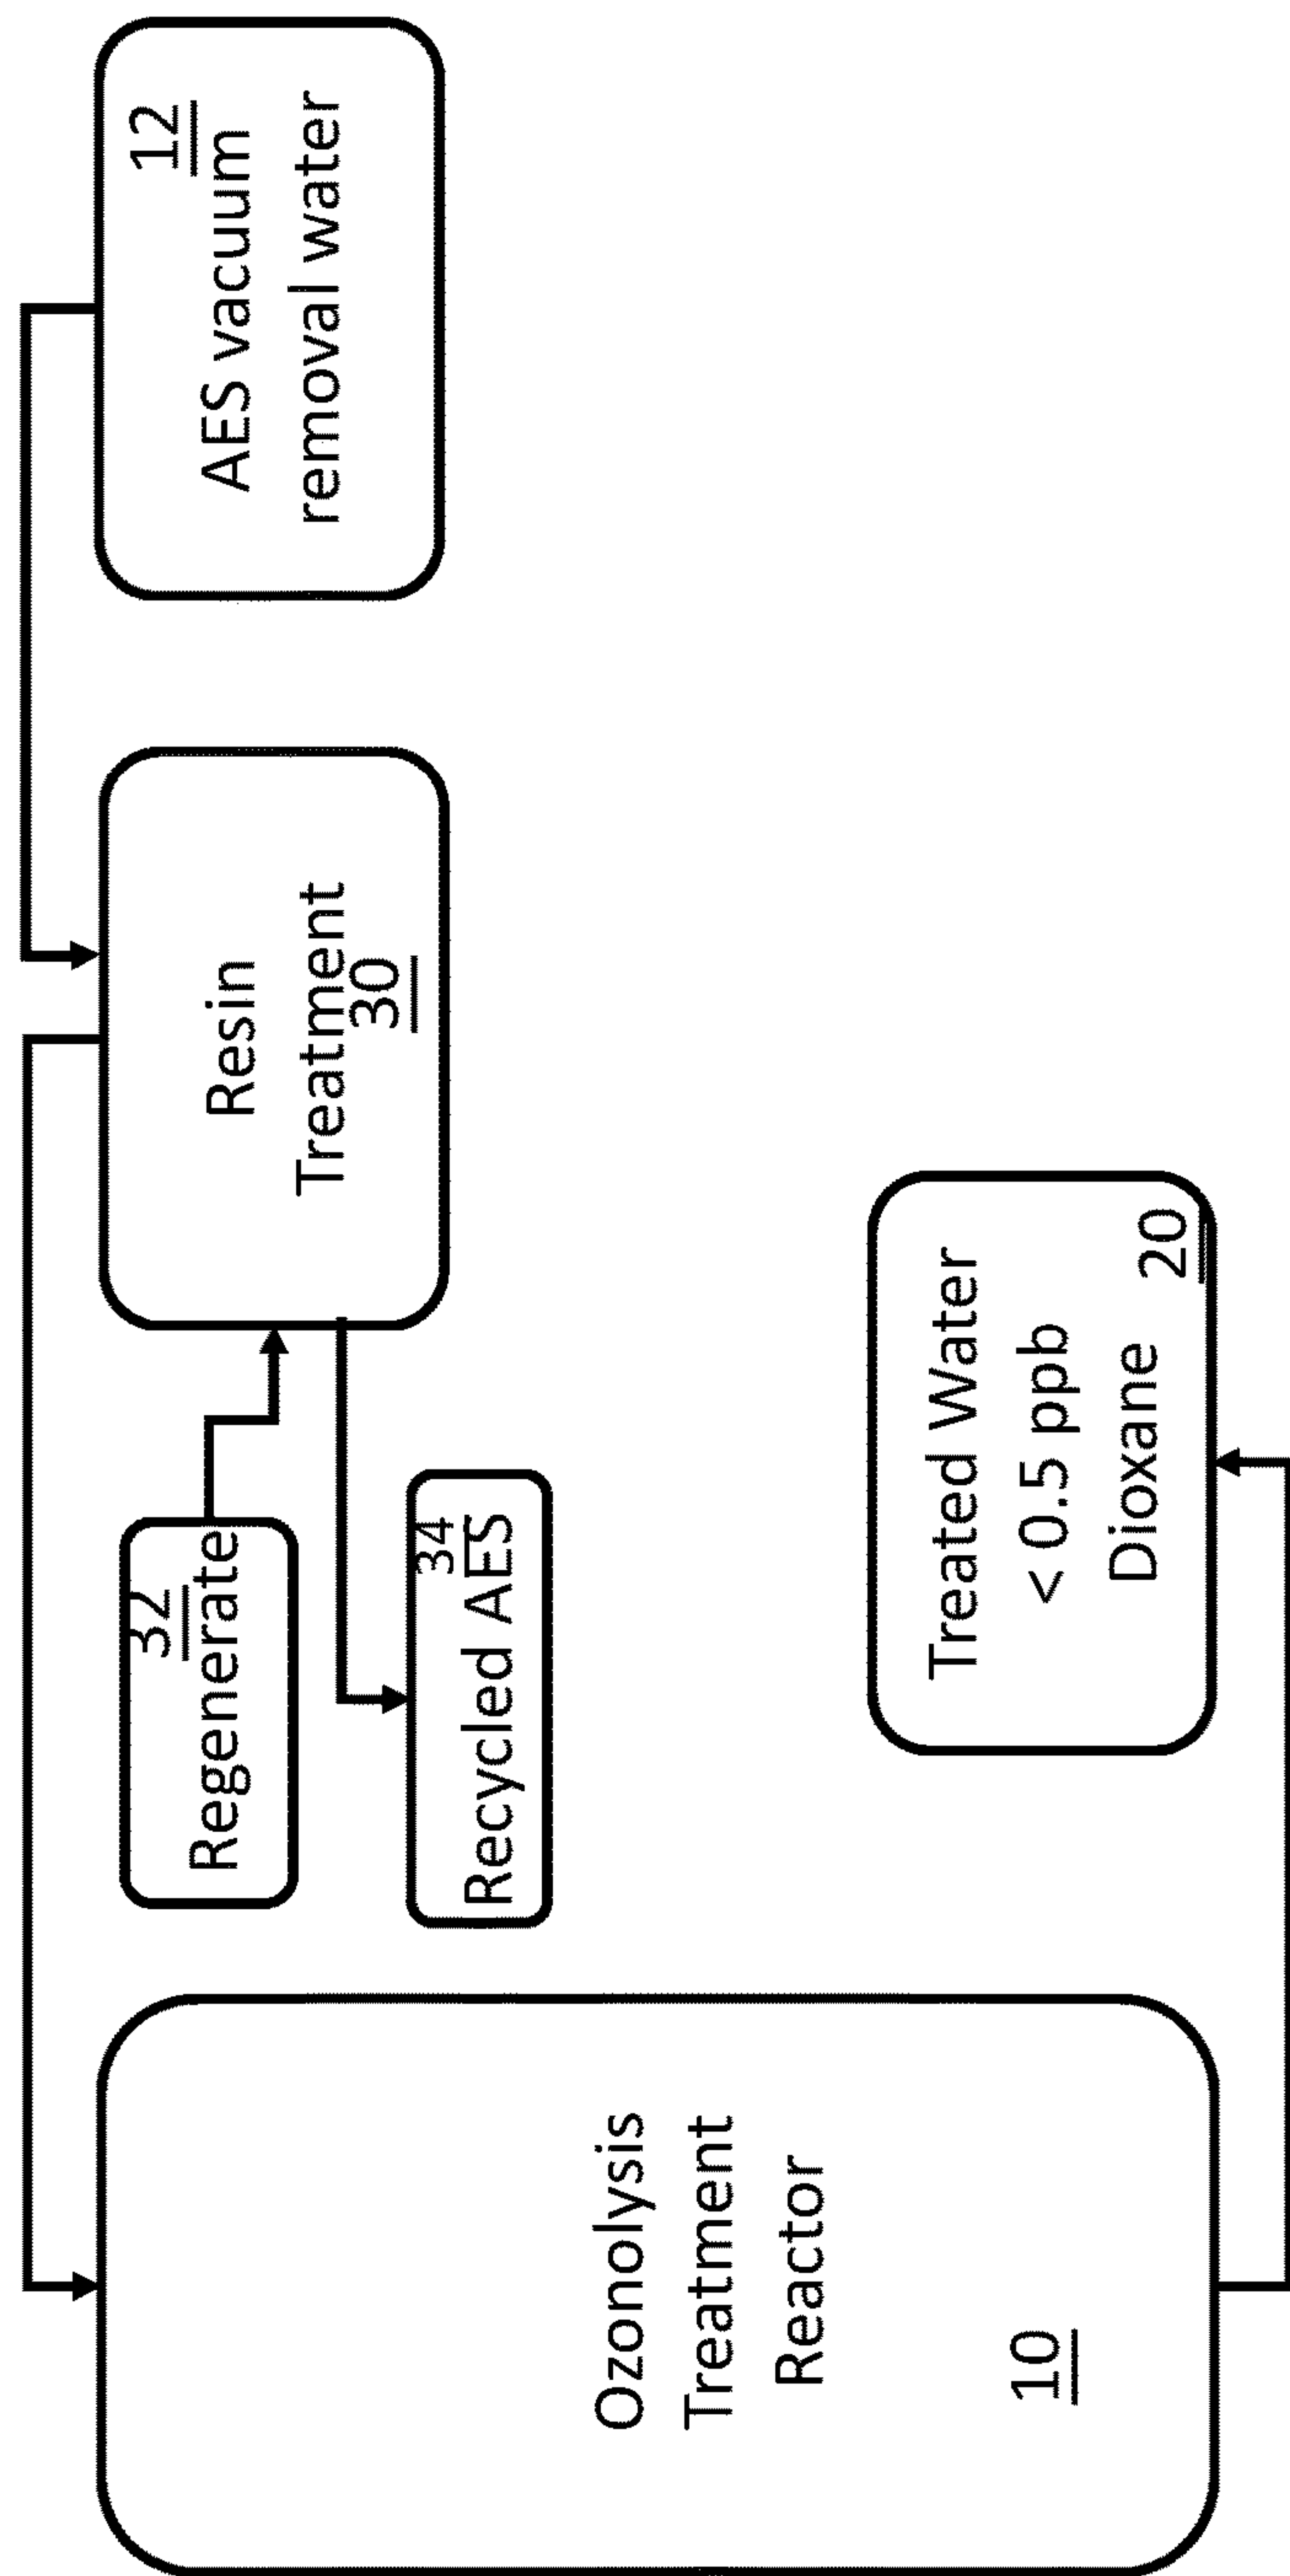 12
AES vacuum
removal water
Resin
Treatment
30
32
Regenerate
34
Recycled AES
Ozonolysis
Treatment
Reactor
10
Treated Water
< 0.5 ppb
Dioxane
20